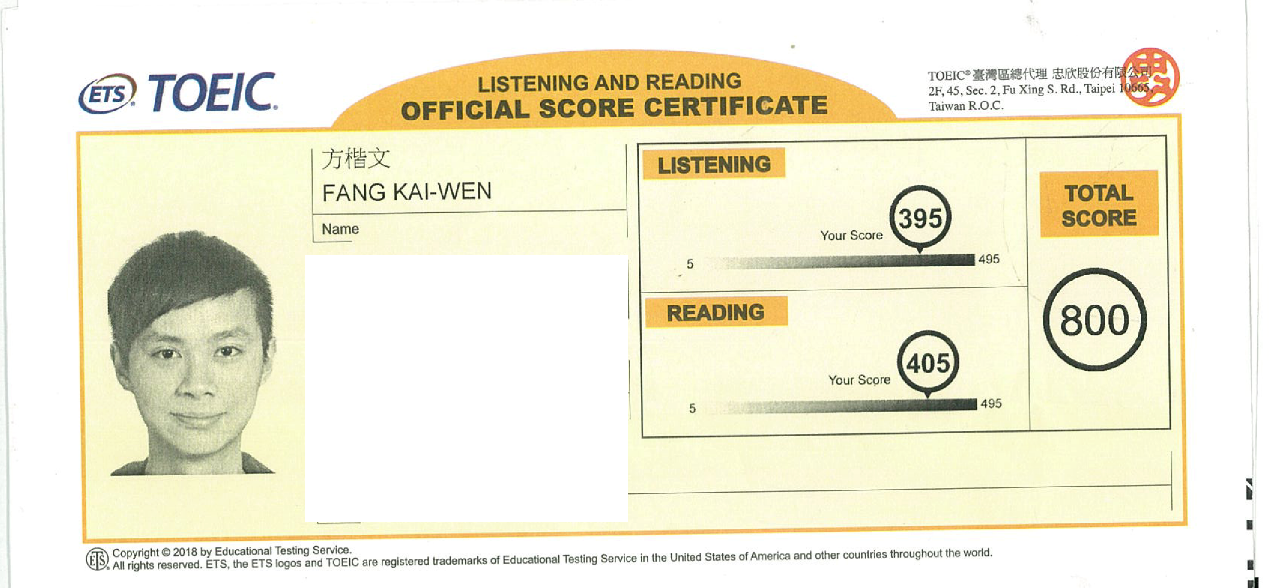 ETS® TOEIC®
LISTENING AND READING
OFFICIAL SCORE CERTIFICATE
TOEIC® 臺灣區總代理 忠欣股份有限公司
2F, 45, Sec. 2, Fu Xing S. Rd., Taipei 10665,
Taiwan R.O.C.
方楷文
FANG KAI-WEN
Name
LISTENING
Your Score
395
5
495
READING
Your Score
405
5
495
TOTAL
SCORE
800
ETS® Copyright © 2018 by Educational Testing Service.
All rights reserved. ETS, the ETS logos and TOEIC are registered trademarks of Educational Testing Service in the United States of America and other countries throughout the world.